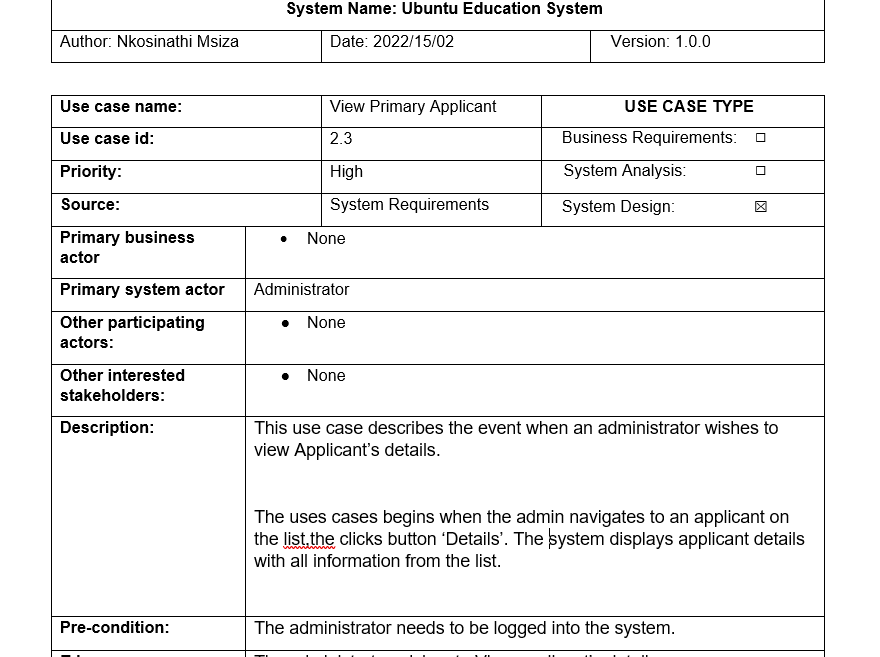 System Name: Ubuntu Education System
Author: Nkosinathi Msiza
Date: 2022/15/02
Version: 1.0.0
Use case name:
View Primary Applicant
USE CASE TYPE
Use case id:
2.3
Business Requirements: ☐
Priority:
High
System Analysis: ☐
Source:
System Requirements
System Design: ☒
Primary business
actor
● None
Primary system actor
Administrator
Other participating
actors:
● None
Other interested
stakeholders:
● None
Description:
This use case describes the event when an administrator wishes to
view Applicant’s details.
The uses cases begins when the admin navigates to an applicant on
the list,the clicks button ‘Details’. The system displays applicant details
with all information from the list.
Pre-condition:
The administrator needs to be logged into the system.